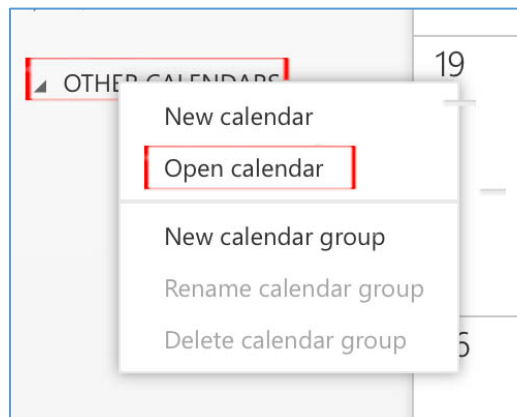 OTHER CALENDARS
19
New calendar
Open calendar
New calendar group
Rename calendar group
Delete calendar group